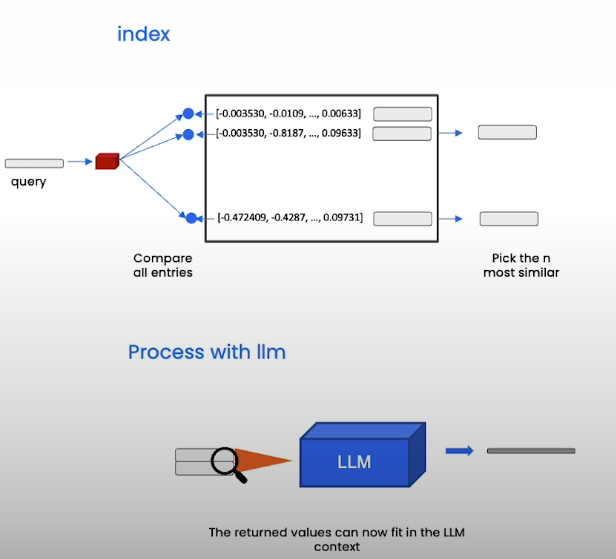 index
[-0.003530, -0.0109, ..., 0.00633]
[-0.003530, -0.8187, ..., 0.09633]
query
[-0.472409, -0.4287, ..., 0.09731]
Compare
all entries
Pick the n
most similar
Process with llm
LLM
The returned values can now fit in the LLM
context